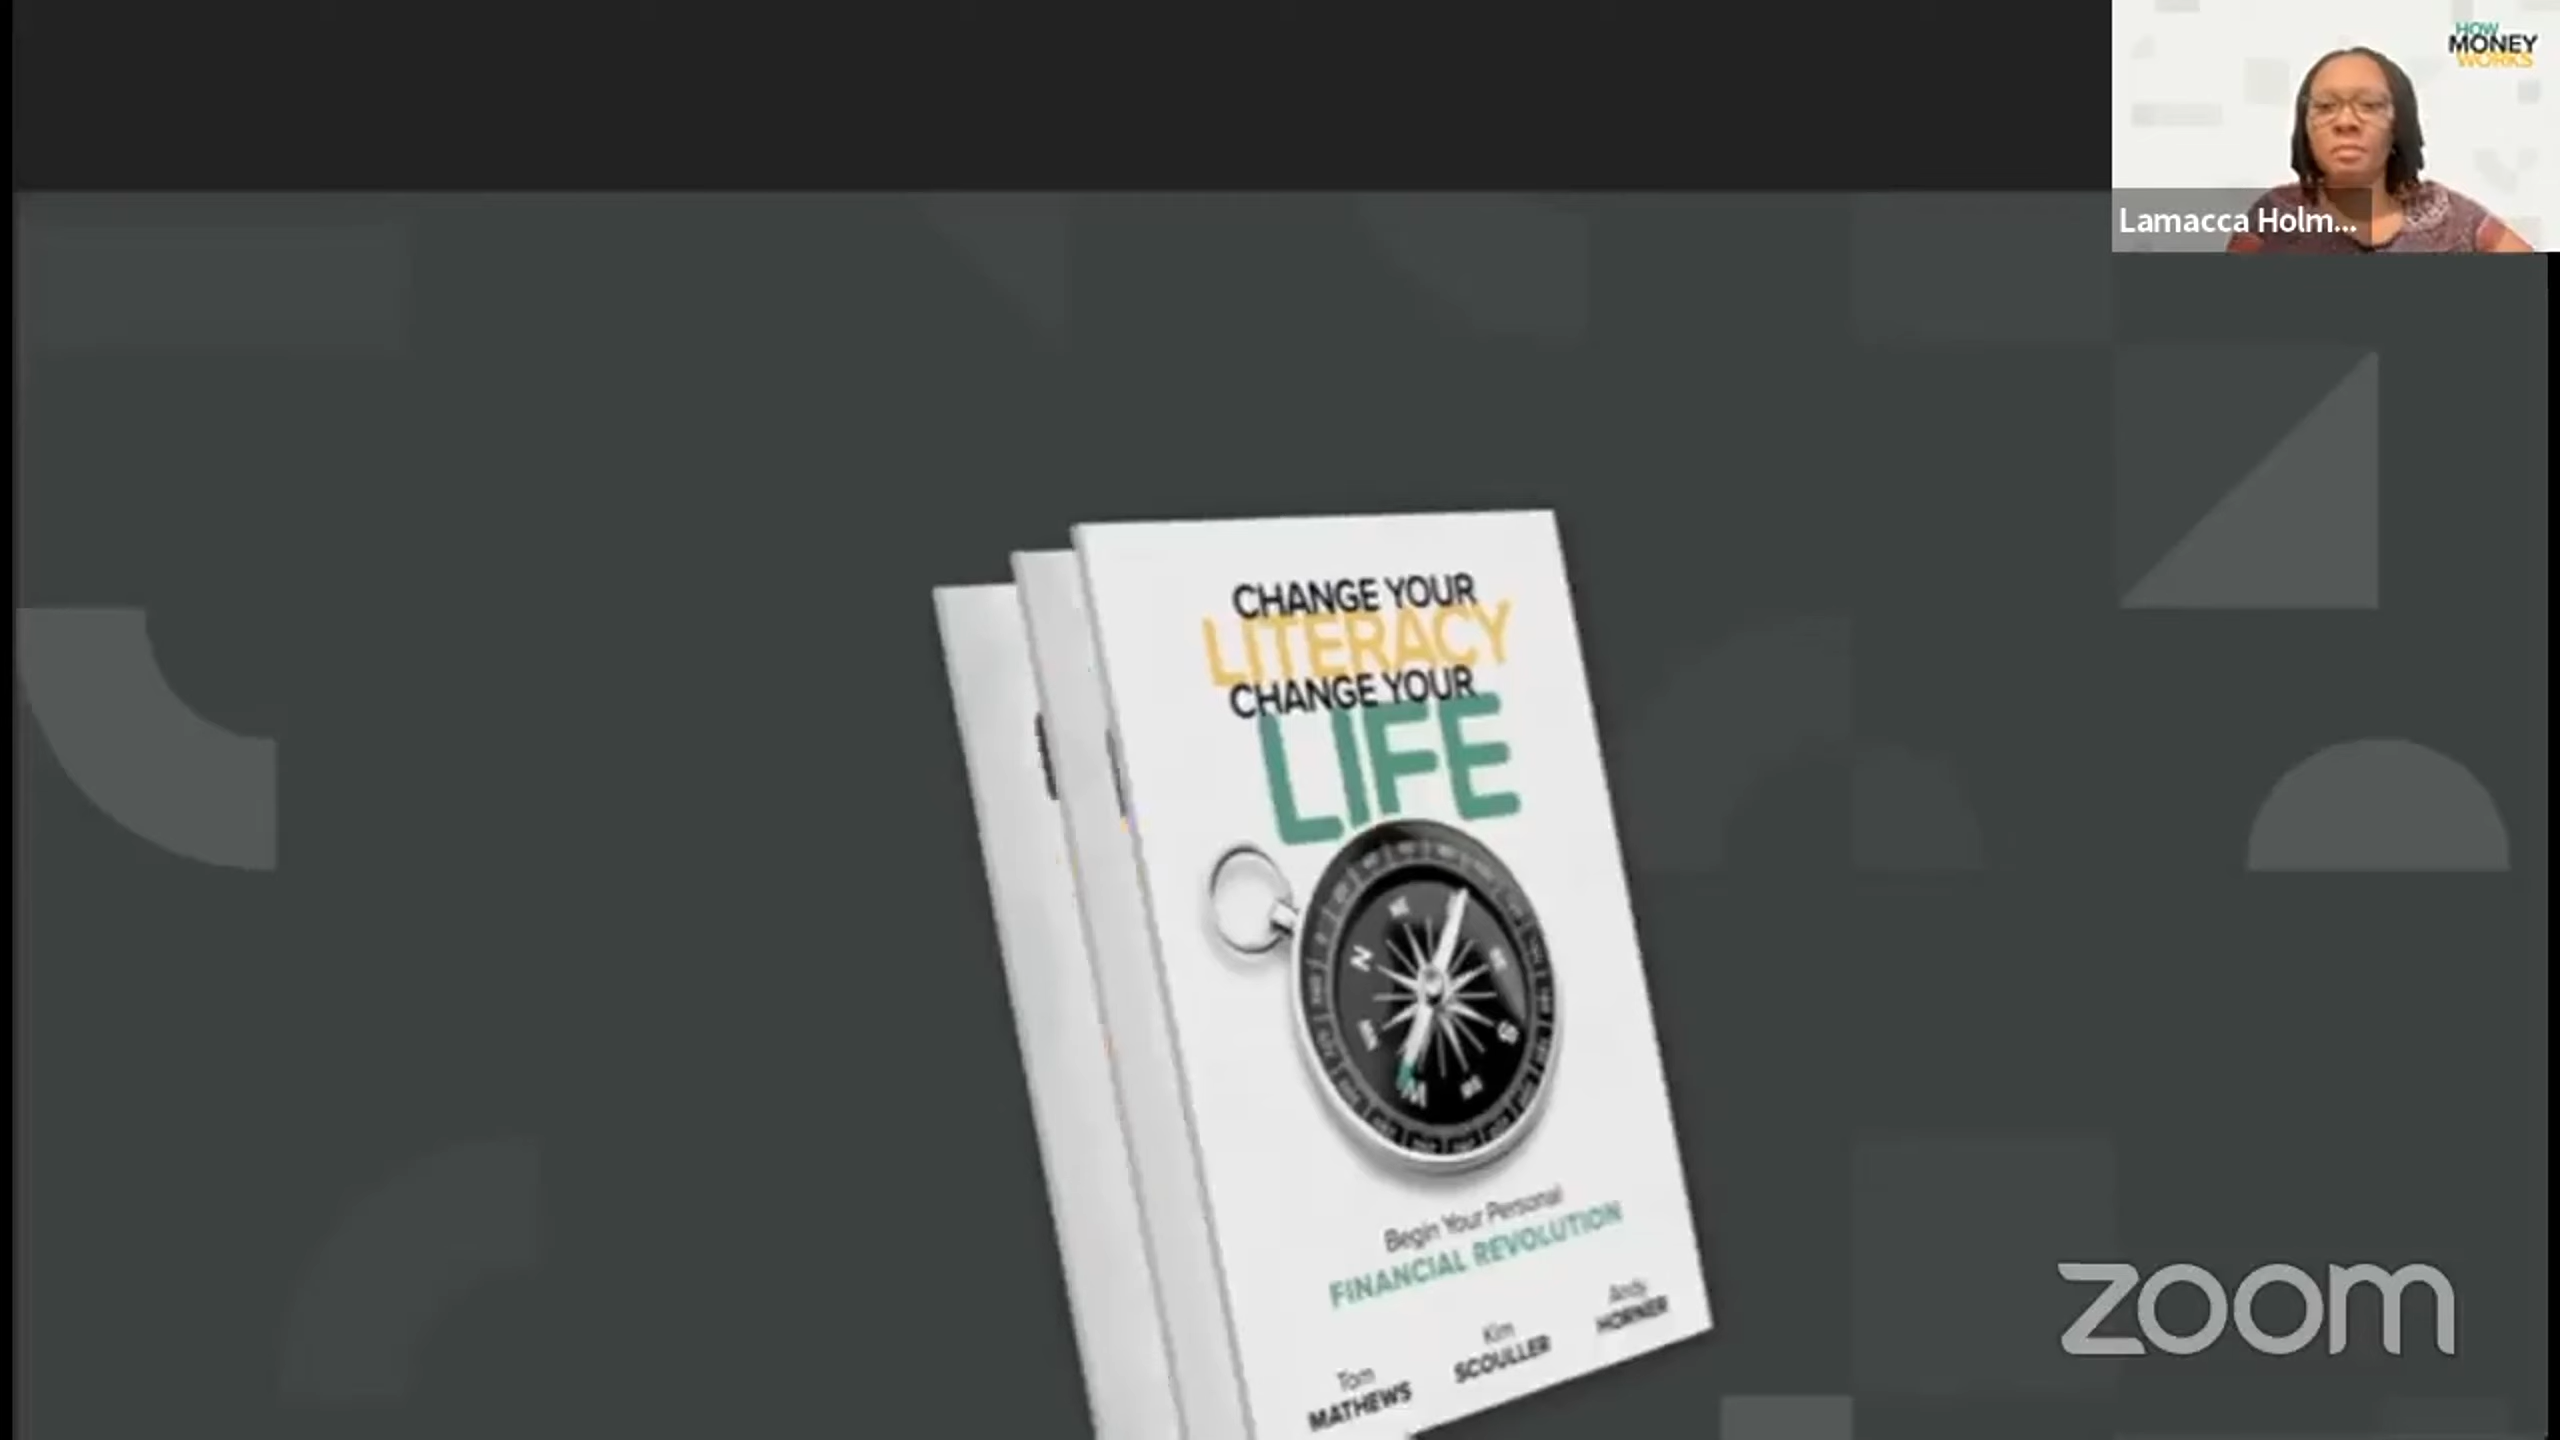 HOW
MONEY
WORKS
Lamacca Holm...
CHANGE YOUR
LITERACY
CHANGE YOUR
LIFE
N
S
W
Begin Your Personal
FINANCIAL REVOLUTION
Tom
MATHEWS
Kim
SCOULLER
Andy
HORNER
zoom